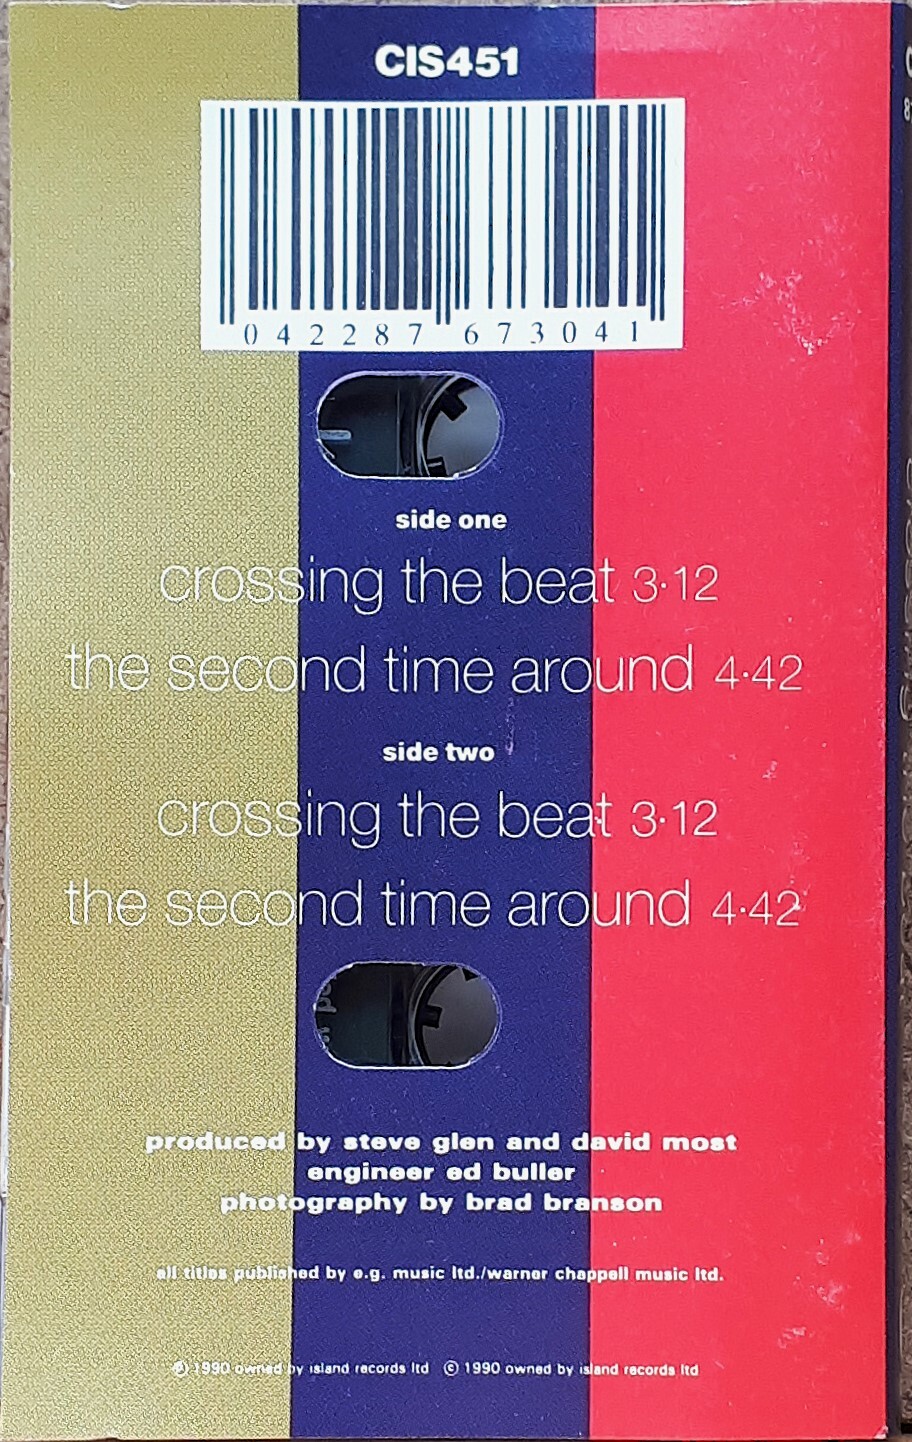 CIS451
042287 673041
side one
crossing the beat 3·12
the second time around 4·42
side two
crossing the beat 3·12
the second time around 4·42
produced by steve glen and david most
engineer ed buller
photography by brad branson
all titles published by e.g. music ltd./warner chappell music ltd.
℗ 1990 owned by island records ltd © 1990 owned by island records ltd